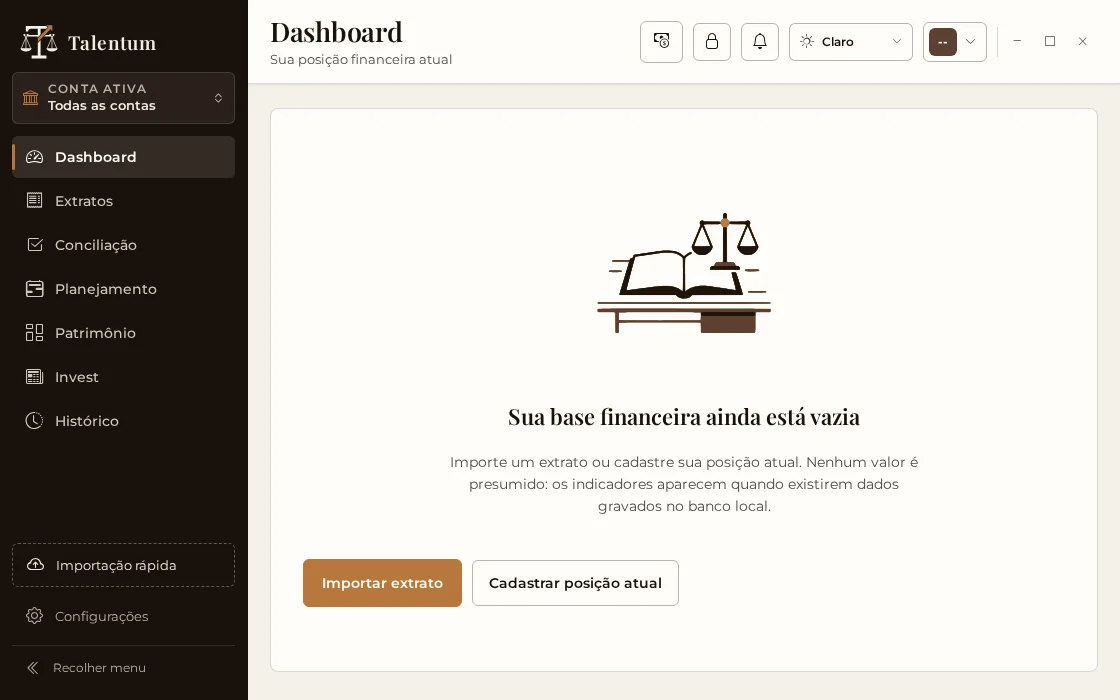 Talentum
CONTA ATIVA
Todas as contas
Dashboard
Extratos
Conciliação
Planejamento
Patrimônio
Invest
Histórico
Importação rápida
Configurações
Recolher menu
Dashboard
Sua posição financeira atual
Claro
--
Sua base financeira ainda está vazia
Importe um extrato ou cadastre sua posição atual. Nenhum valor é
presumido: os indicadores aparecem quando existirem dados
gravados no banco local.
Importar extrato
Cadastrar posição atual